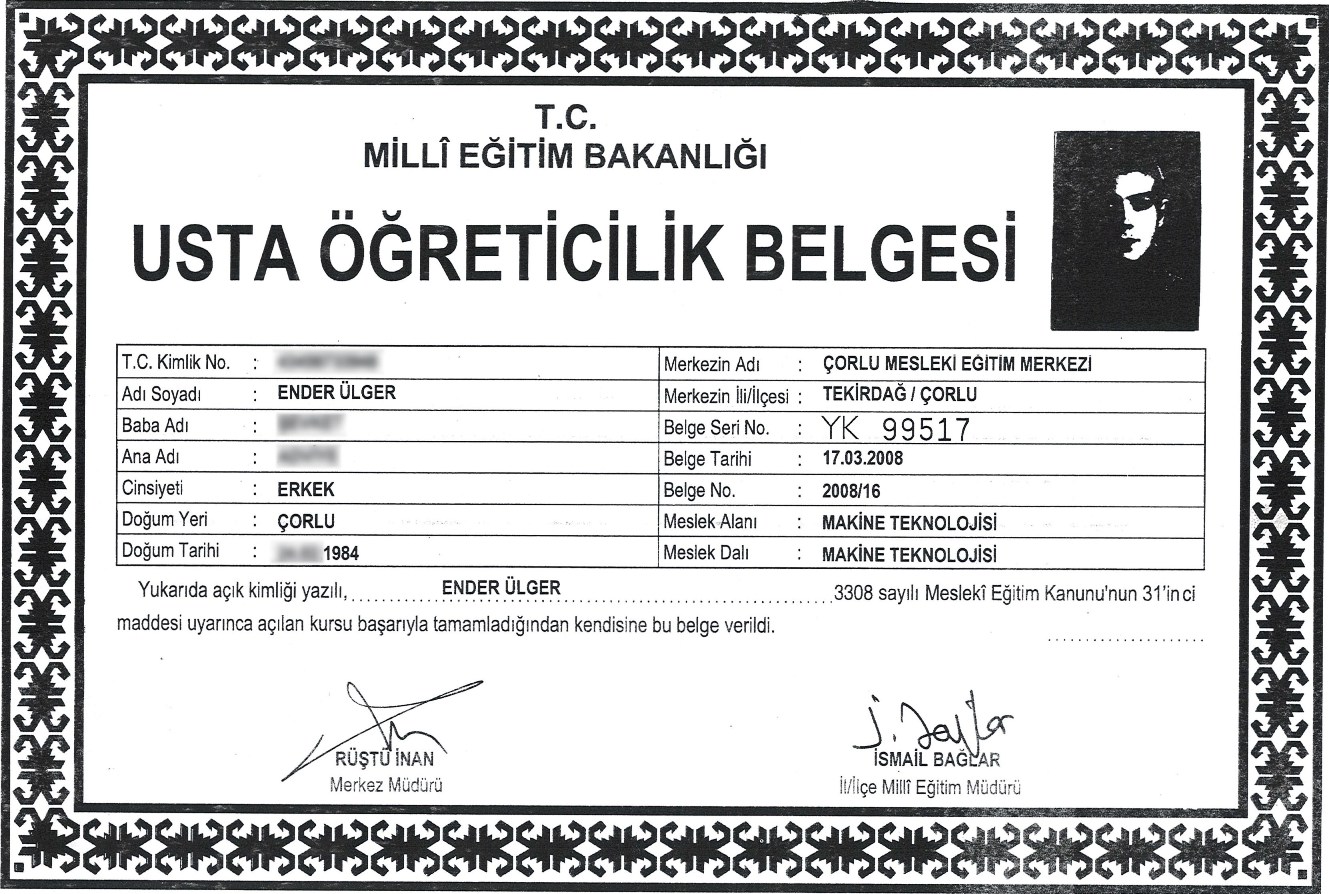 T.C.
MİLLÎ EĞİTİM BAKANLIĞI
USTA ÖĞRETİCİLİK BELGESİ
T.C. Kimlik No. :
Adı Soyadı : ENDER ÜLGER
Baba Adı :
Ana Adı :
Cinsiyeti : ERKEK
Doğum Yeri : ÇORLU
Doğum Tarihi : 1984
Merkezin Adı : ÇORLU MESLEKİ EĞİTİM MERKEZİ
Merkezin İli/İlçesi : TEKİRDAĞ / ÇORLU
Belge Seri No. : YK 99517
Belge Tarihi : 17.03.2008
Belge No. : 2008/16
Meslek Alanı : MAKİNE TEKNOLOJİSİ
Meslek Dalı : MAKİNE TEKNOLOJİSİ
Yukarıda açık kimliği yazılı, ENDER ÜLGER 3308 sayılı Meslekî Eğitim Kanunu'nun 31'inci
maddesi uyarınca açılan kursu başarıyla tamamladığından kendisine bu belge verildi.
RÜŞTÜ İNAN
Merkez Müdürü
İSMAİL BAĞLAR
İl/İlçe Millî Eğitim Müdürü